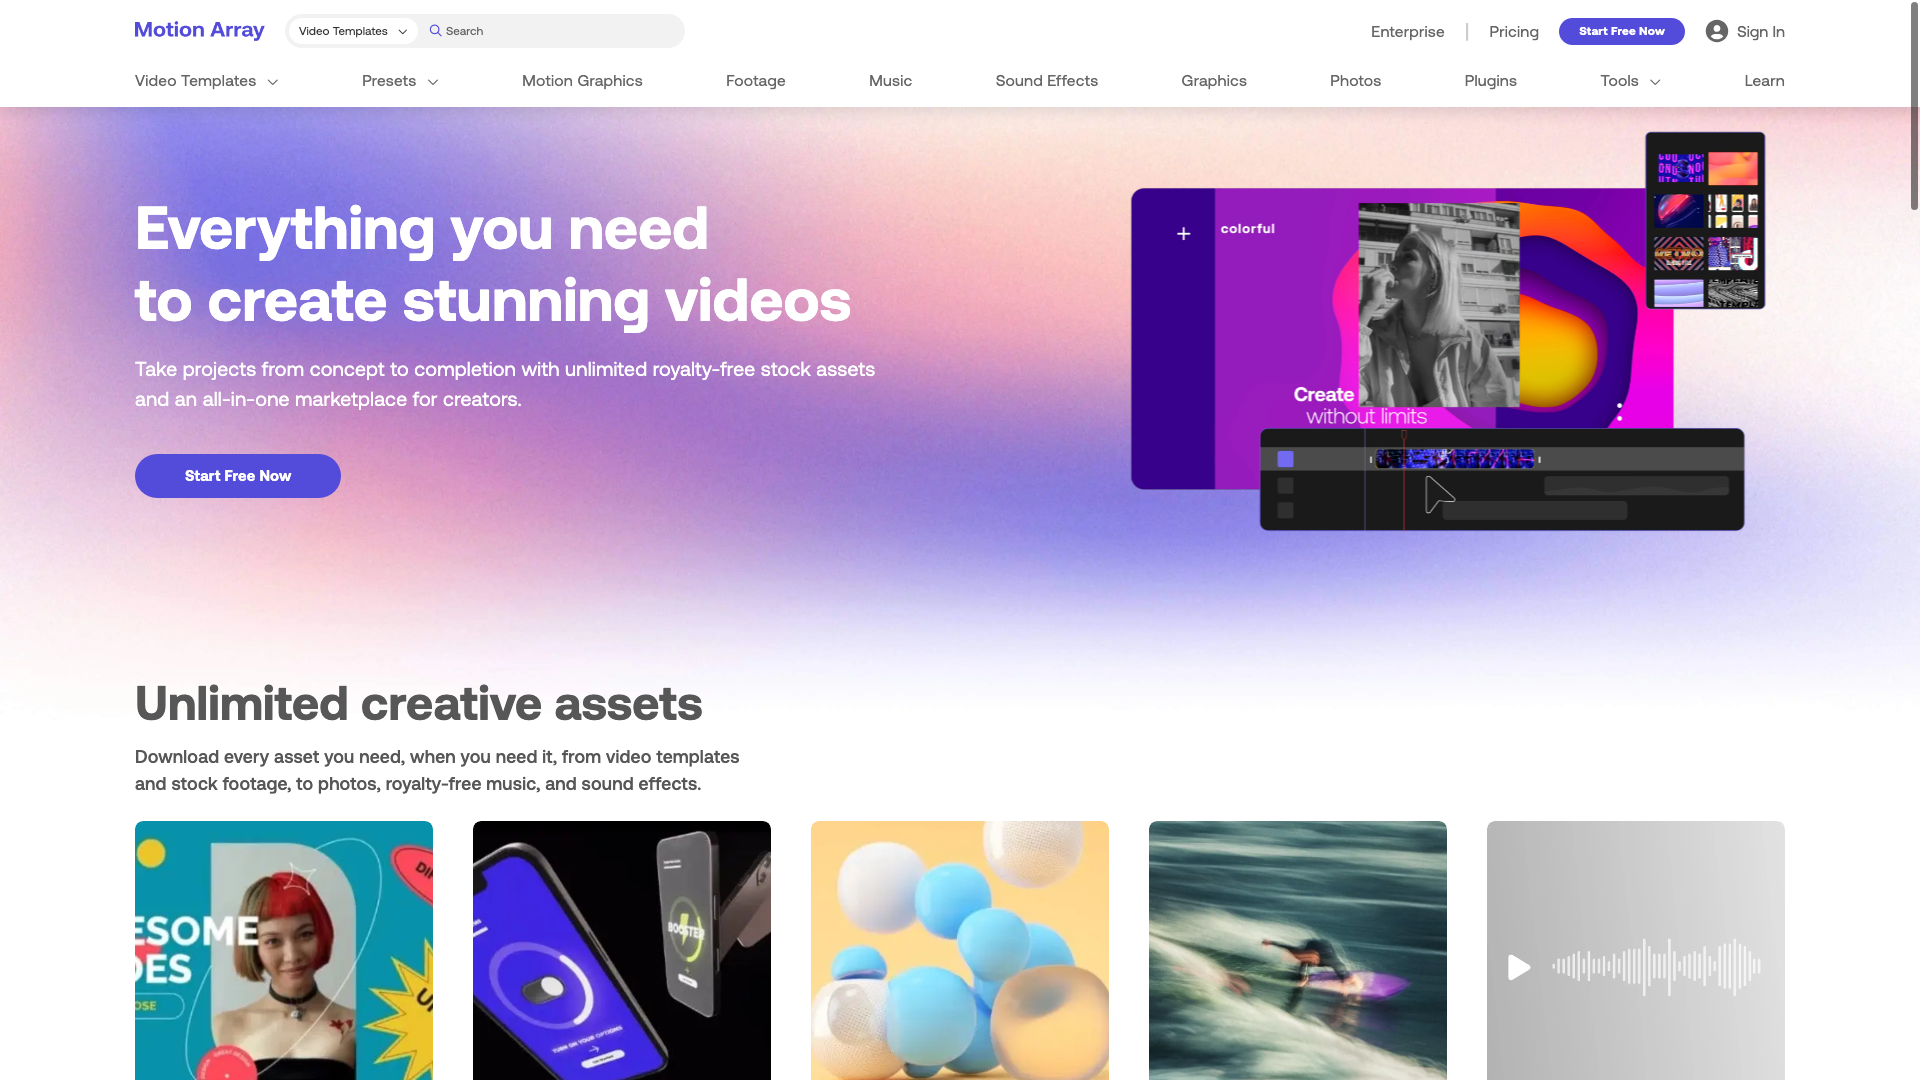 Motion Array
Video Templates
Search
Enterprise
Pricing
Start Free Now
Sign In
Video Templates
Presets
Motion Graphics
Footage
Music
Sound Effects
Graphics
Photos
Plugins
Tools
Learn
Everything you need
to create stunning videos
Take projects from concept to completion with unlimited royalty-free stock assets
and an all-in-one marketplace for creators.
Start Free Now
colorful
Create
without limits
Unlimited creative assets
Download every asset you need, when you need it, from video templates
and stock footage, to photos, royalty-free music, and sound effects.
ESOME
DES
OSE
BOOSTER
TURN ON YOUR OPTIONS